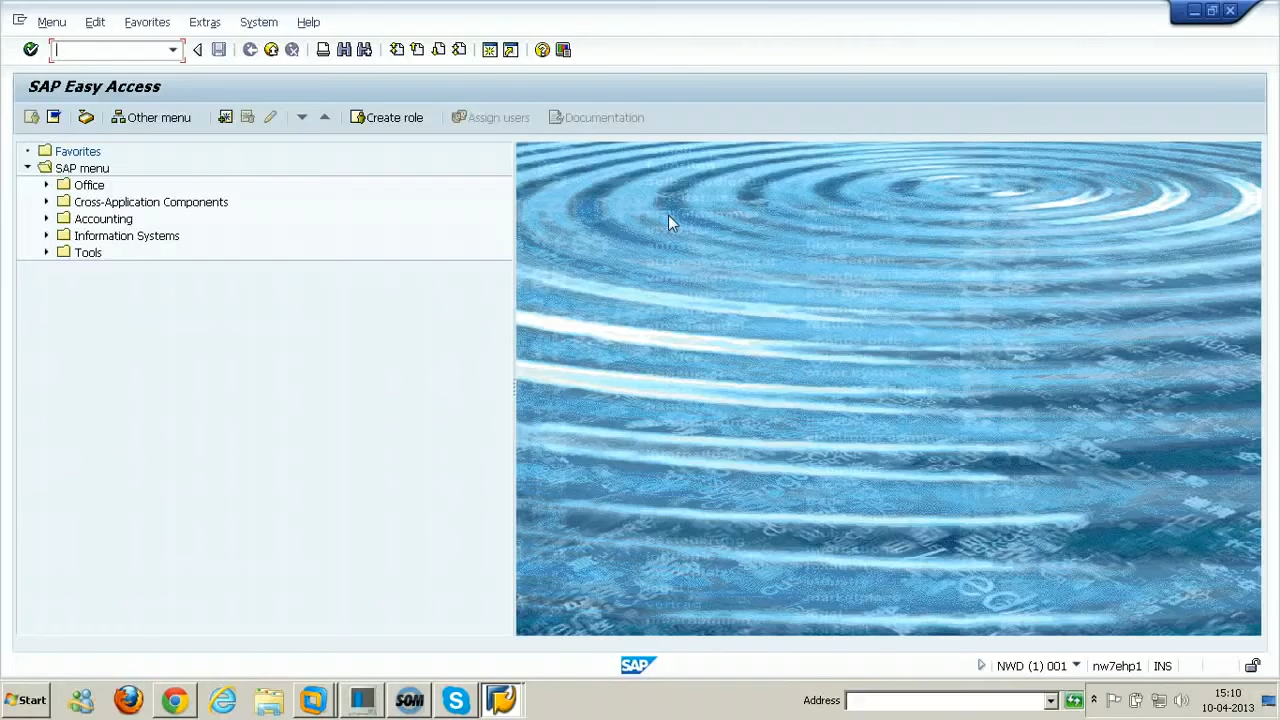 Menu Edit Favorites Extras System Help
SAP Easy Access
Other menu Create role Assign users Documentation
Favorites
SAP menu
Office
Cross-Application Components
Accounting
Information Systems
Tools
SAP NWD (1) 001 nw7ehp1 INS
Start SOM Address 15:10
10-04-2013